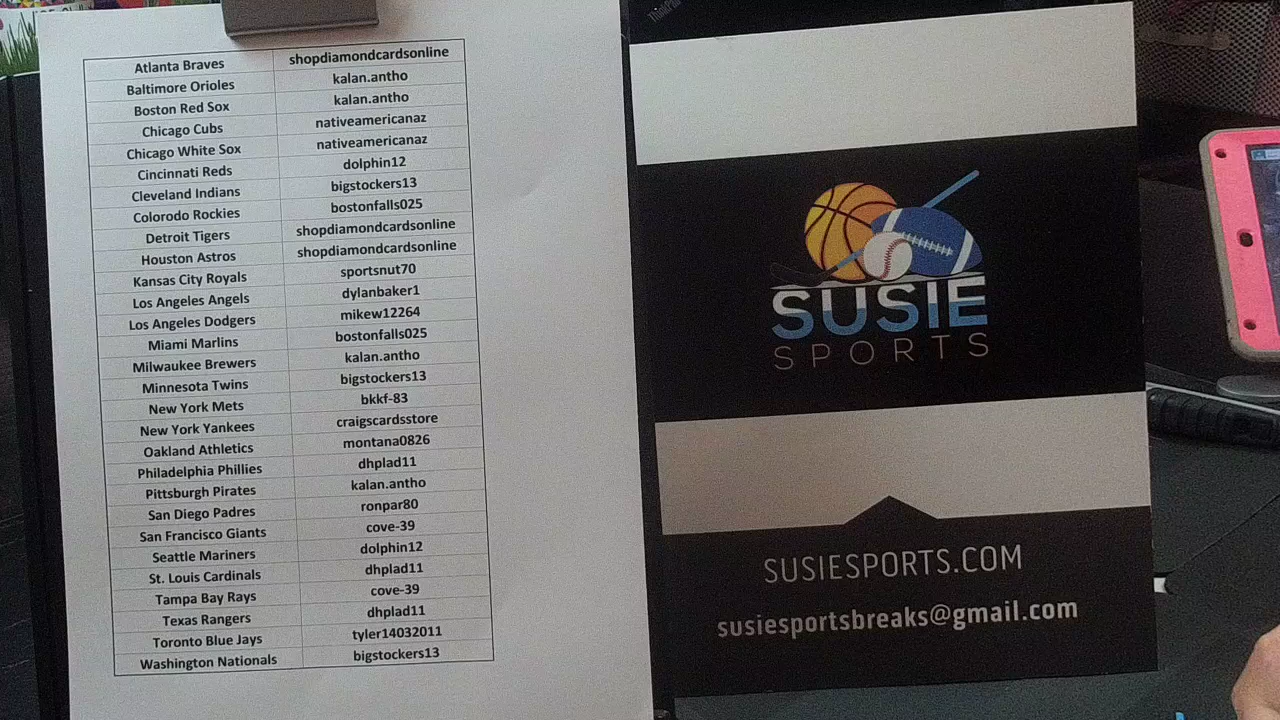 Atlanta Braves shopdiamondcardsonline
Baltimore Orioles kalan.antho
Boston Red Sox kalan.antho
Chicago Cubs nativeamericanaz
Chicago White Sox nativeamericanaz
Cincinnati Reds dolphin12
Cleveland Indians bigstockers13
Colorodo Rockies bostonfalls025
Detroit Tigers shopdiamondcardsonline
Houston Astros shopdiamondcardsonline
Kansas City Royals sportsnut70
Los Angeles Angels dylanbaker1
Los Angeles Dodgers mikew12264
Miami Marlins bostonfalls025
Milwaukee Brewers kalan.antho
Minnesota Twins bigstockers13
New York Mets bkkf-83
New York Yankees craigscardsstore
Oakland Athletics montana0826
Philadelphia Phillies dhplad11
Pittsburgh Pirates kalan.antho
San Diego Padres ronpar80
San Francisco Giants cove-39
Seattle Mariners dolphin12
St. Louis Cardinals dhplad11
Tampa Bay Rays cove-39
Texas Rangers dhplad11
Toronto Blue Jays tyler14032011
Washington Nationals bigstockers13
SUSIE
SPORTS
SUSIESPORTS.COM
susiesportsbreaks@gmail.com